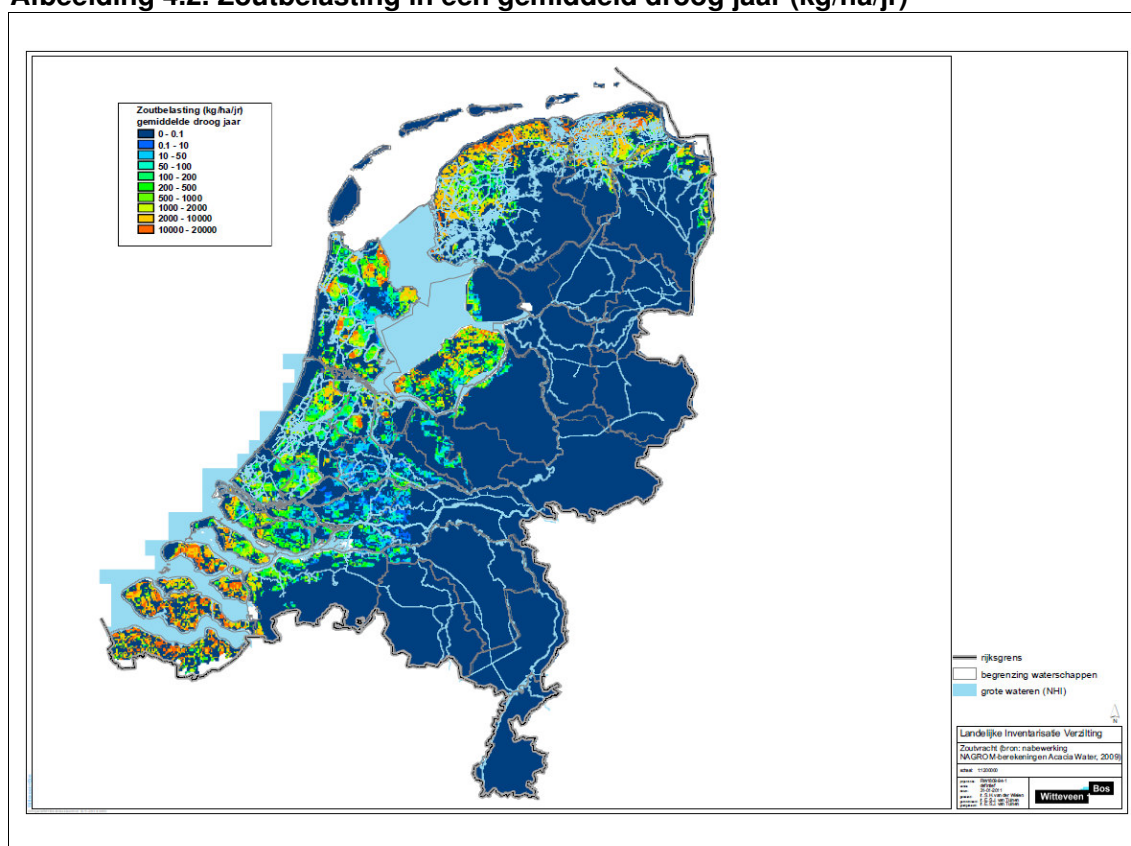 Afbeelding 4.2. Zoutbelasting in een gemiddeld droog jaar (kg/ha/jr)
Zoutbelasting (kg/ha/jr)
gemiddelde droog jaar
0 - 0.1
0.1 - 10
10 - 50
50 - 100
100 - 200
200 - 500
500 - 1000
1000 - 2000
2000 - 10000
10000 - 20000
rijksgrens
begrenzing waterschappen
grote wateren (NHI)
N
Landelijke Inventarisatie Verzilting
Zoutvracht (bron: nabewerking
NAGROM-berekeningen Acacia Water, 2009)
schaal
Witteveen + Bos